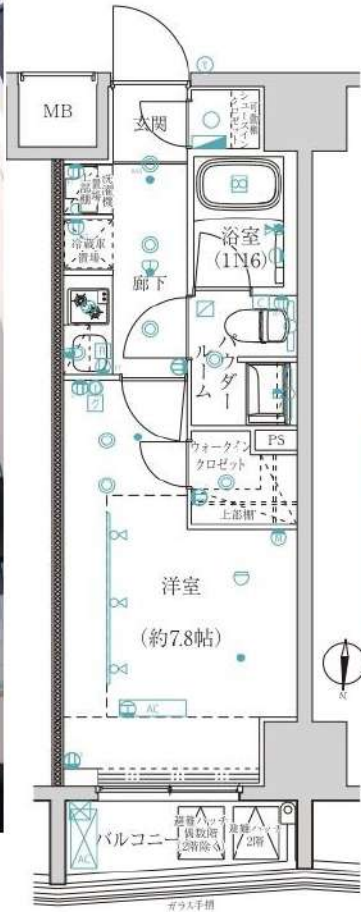 MB
玄関
可動棚
シューズイン
クロゼット
洗濯機
置場
上部棚
冷蔵庫
置場
廊下
浴室
(1116)
パウダー
ルーム
PS
ウォークイン
クロゼット
上部棚
M
洋室
(約7.8帖)
AC
N
バルコニー
避難ハッチ
偶数階
2階除く
避難ハッチ
2階
AC
ガラス手摺